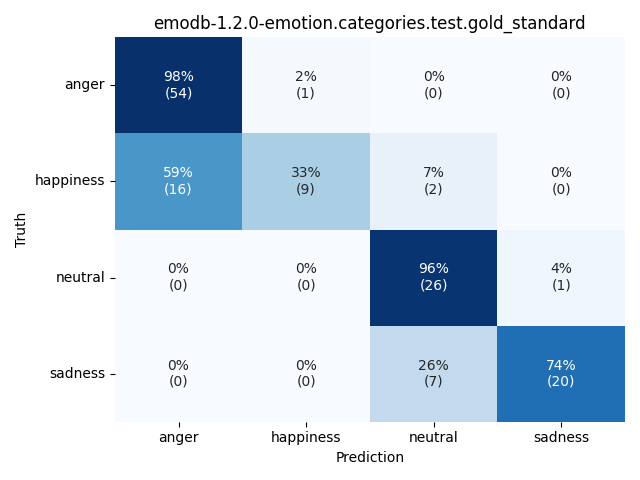 emodb-1.2.0-emotion.categories.test.gold_standard
Truth
anger
98%
(54)
2%
(1)
0%
(0)
0%
(0)
happiness
59%
(16)
33%
(9)
7%
(2)
0%
(0)
neutral
0%
(0)
0%
(0)
96%
(26)
4%
(1)
sadness
0%
(0)
0%
(0)
26%
(7)
74%
(20)
anger
happiness
neutral
sadness
Prediction